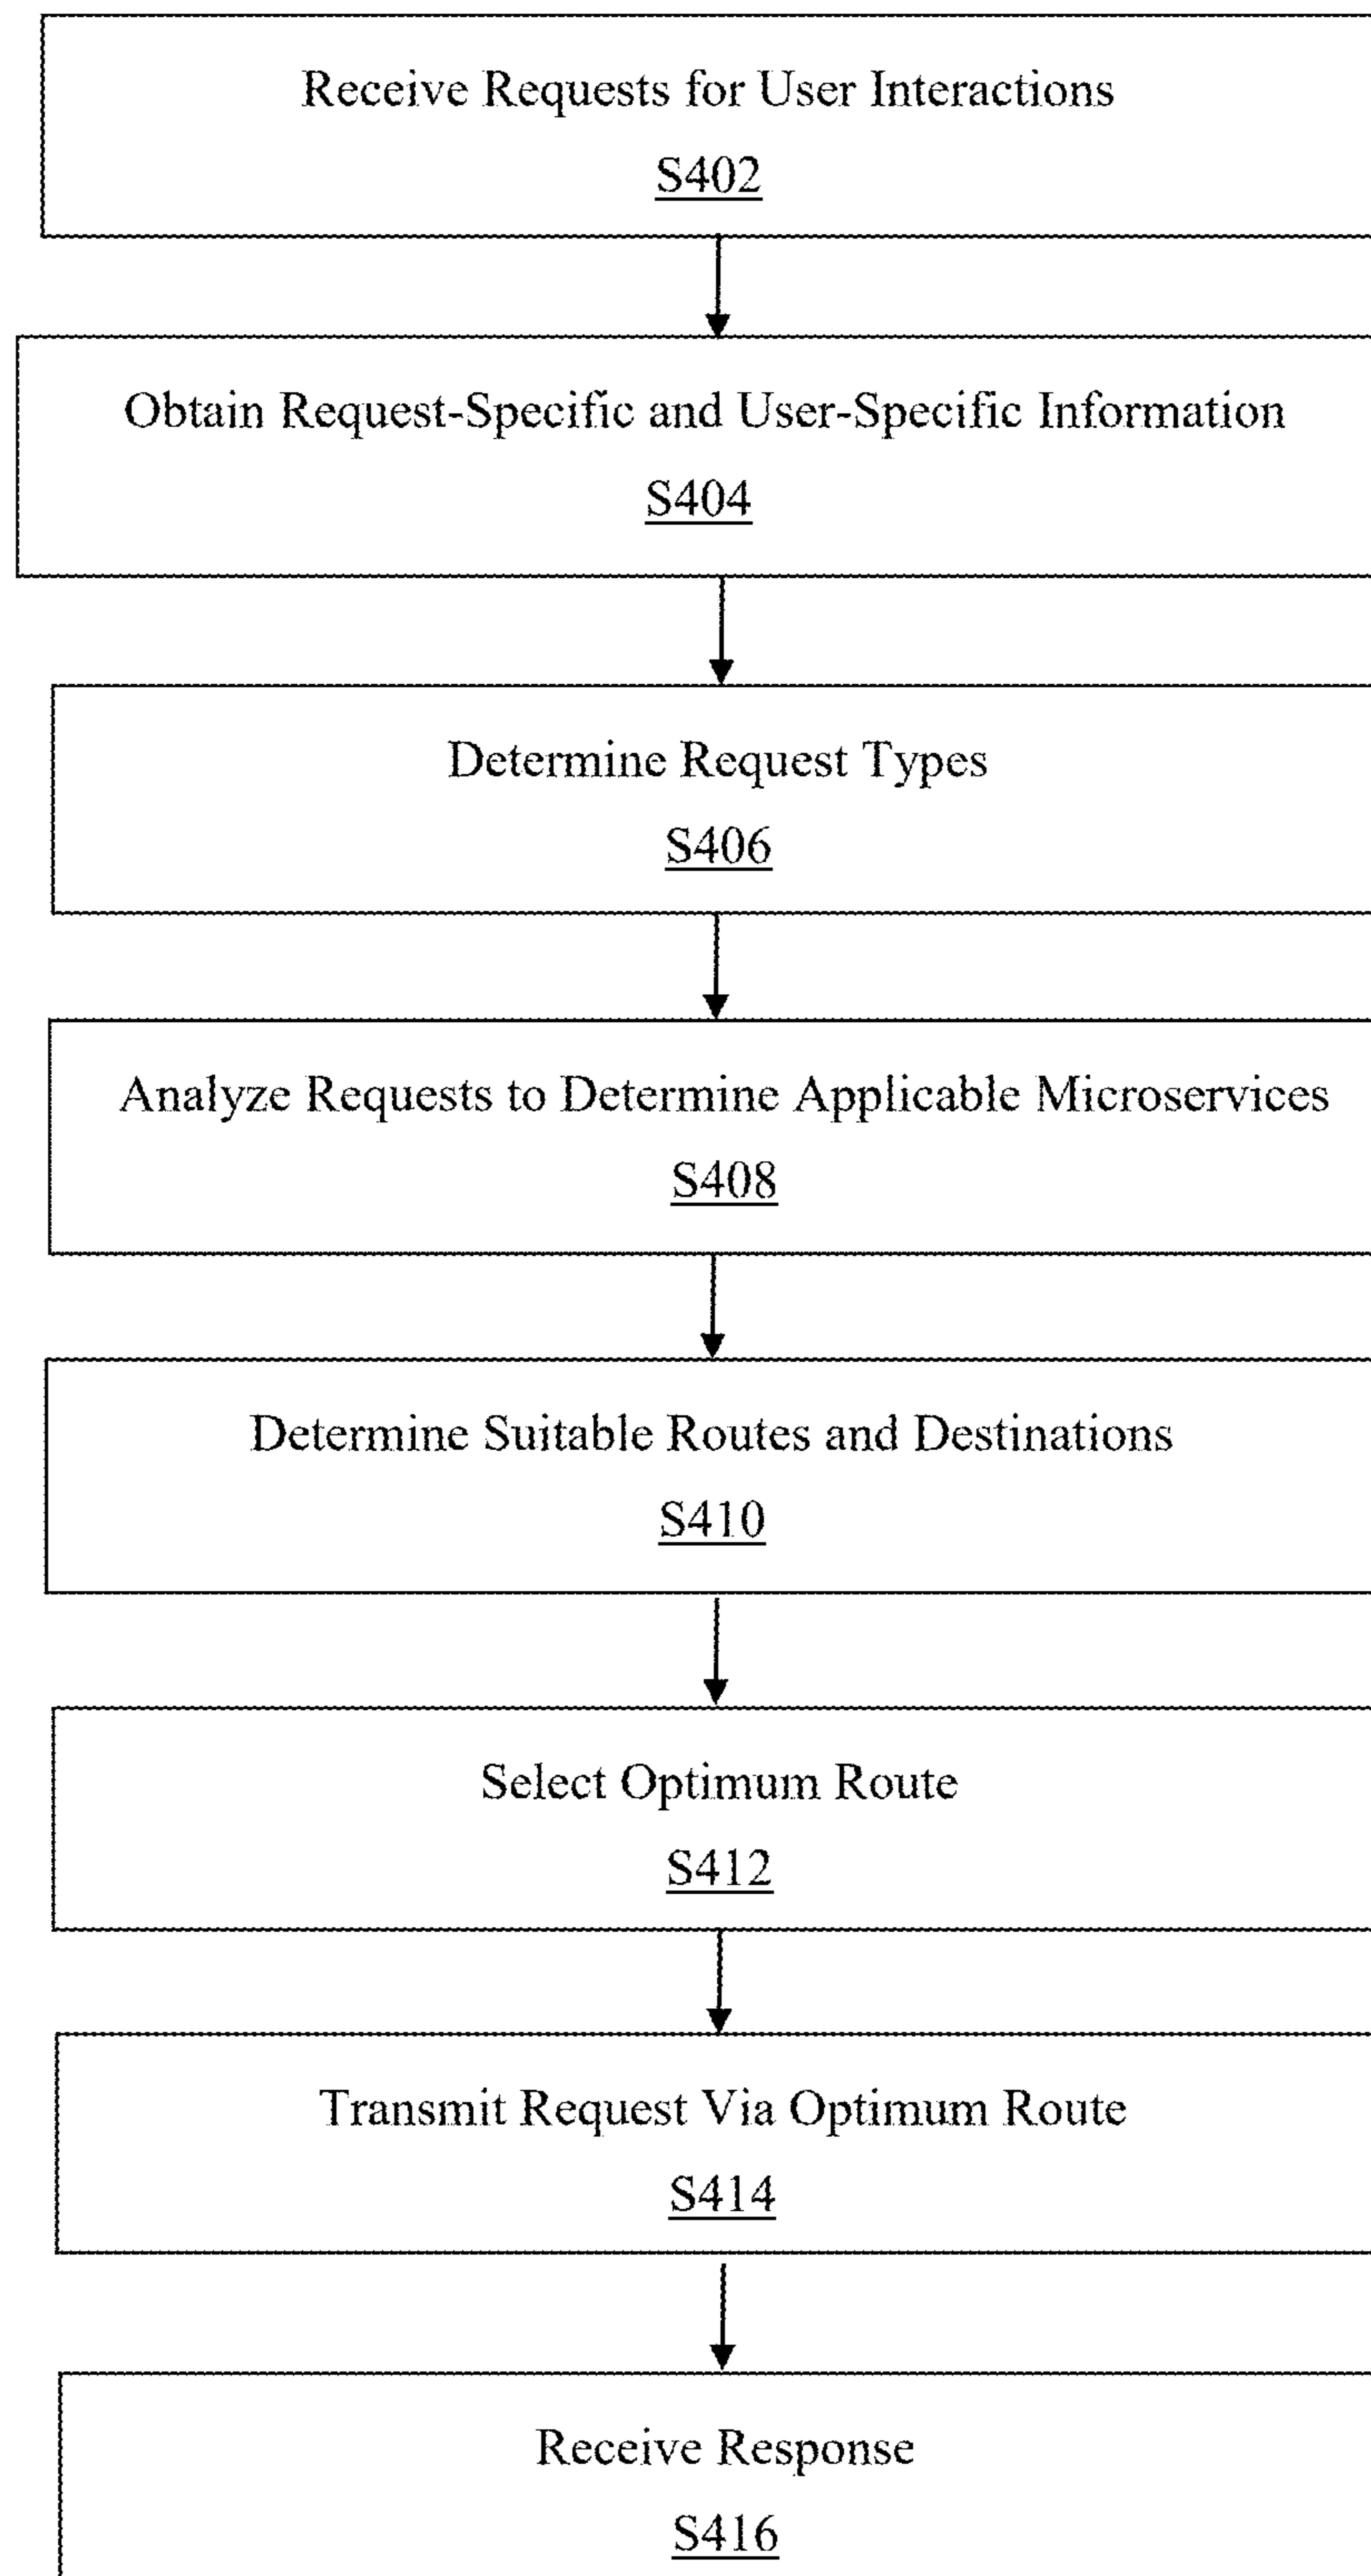 Receive Requests for User Interactions
S402
Obtain Request-Specific and User-Specific Information
S404
Determine Request Types
S406
Analyze Requests to Determine Applicable Microservices
S408
Determine Suitable Routes and Destinations
S410
Select Optimum Route
S412
Transmit Request Via Optimum Route
S414
Receive Response
S416